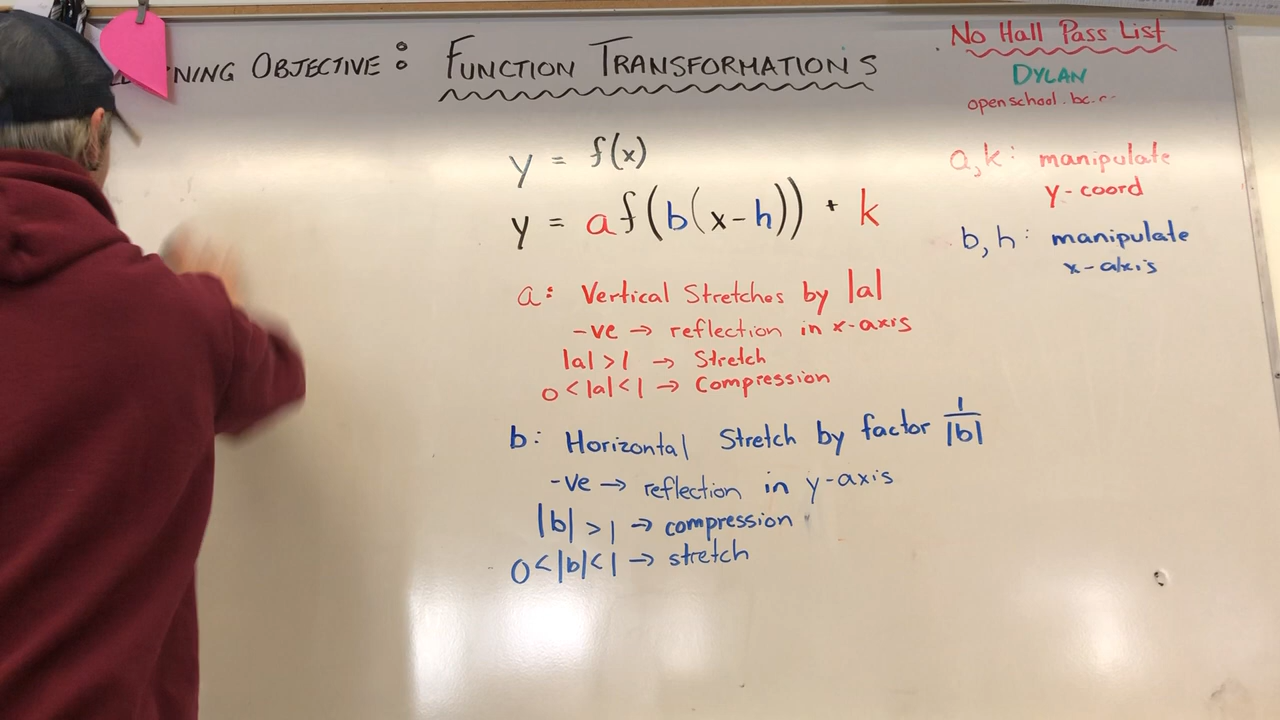 NING OBJECTIVE: FUNCTION TRANSFORMATIONS
No Hall Pass List
DYLAN
openschool.bc.c
y = f(x)
y = af(b(x-h)) + k
a: Vertical Stretches by |a|
-ve → reflection in x-axis
|a| > 1 → Stretch
0 < |a| < 1 → Compression
b: Horizontal Stretch by factor 1/|b|
-ve → reflection in y-axis
|b| > 1 → compression
0 < |b| < 1 → stretch
a,k: manipulate
y-coord
b,h: manipulate
x-axis